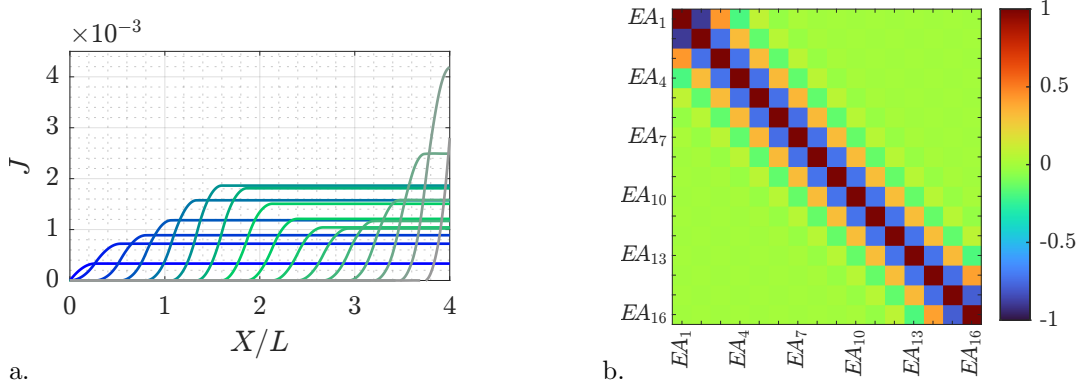 ×10⁻³
4
3
2
1
0
J
0 1 2 3 4
X/L
a.
EA₁
EA₄
EA₇
EA₁₀
EA₁₃
EA₁₆
EA₁ EA₄ EA₇ EA₁₀ EA₁₃ EA₁₆
1
0.5
0
-0.5
-1
b.